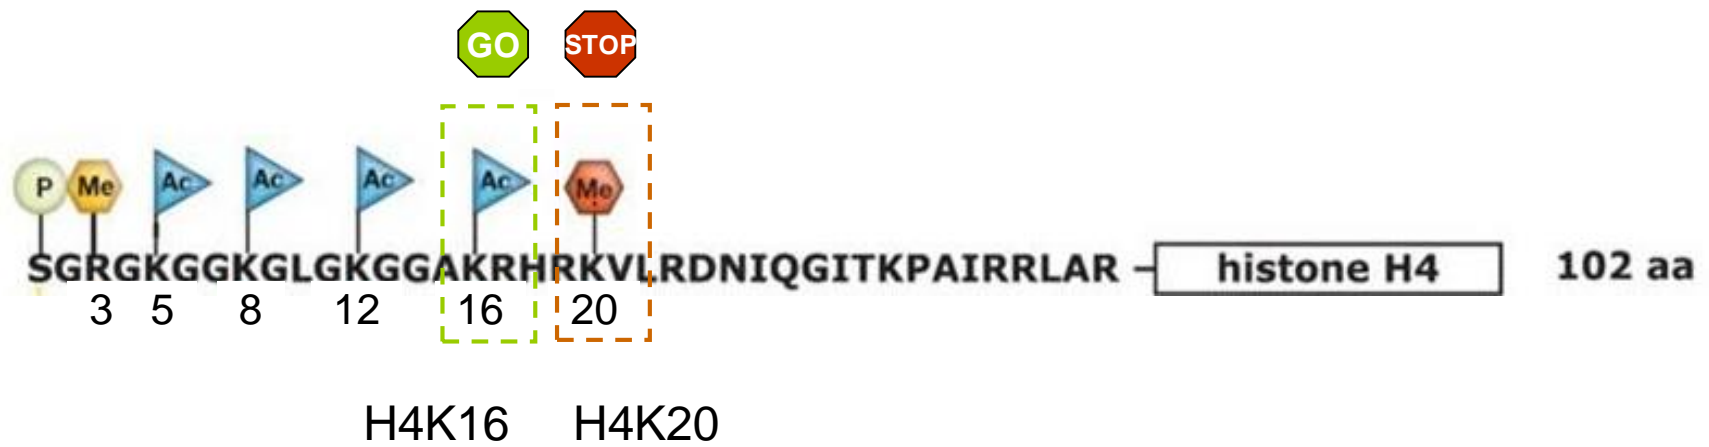 GO STOP
P Me Ac Ac Ac Ac Me
SGRGKGGKGLGKGGAKRHRKVLRDNIQGITKPAIRRLAR – histone H4 102 aa
3 5 8 12 16 20
H4K16 H4K20